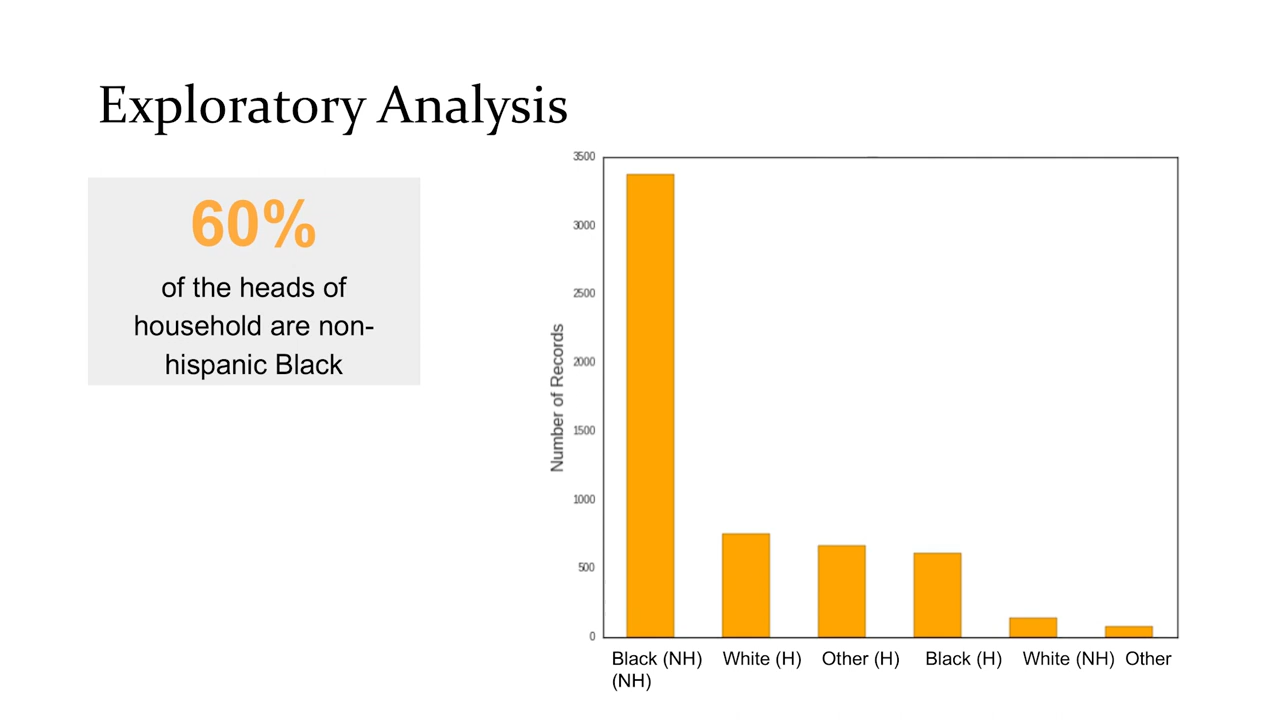 Exploratory Analysis
60%
of the heads of
household are non-
hispanic Black
Number of Records
3500
3000
2500
2000
1500
1000
500
0
Black (NH) White (H) Other (H) Black (H) White (NH) Other
(NH)